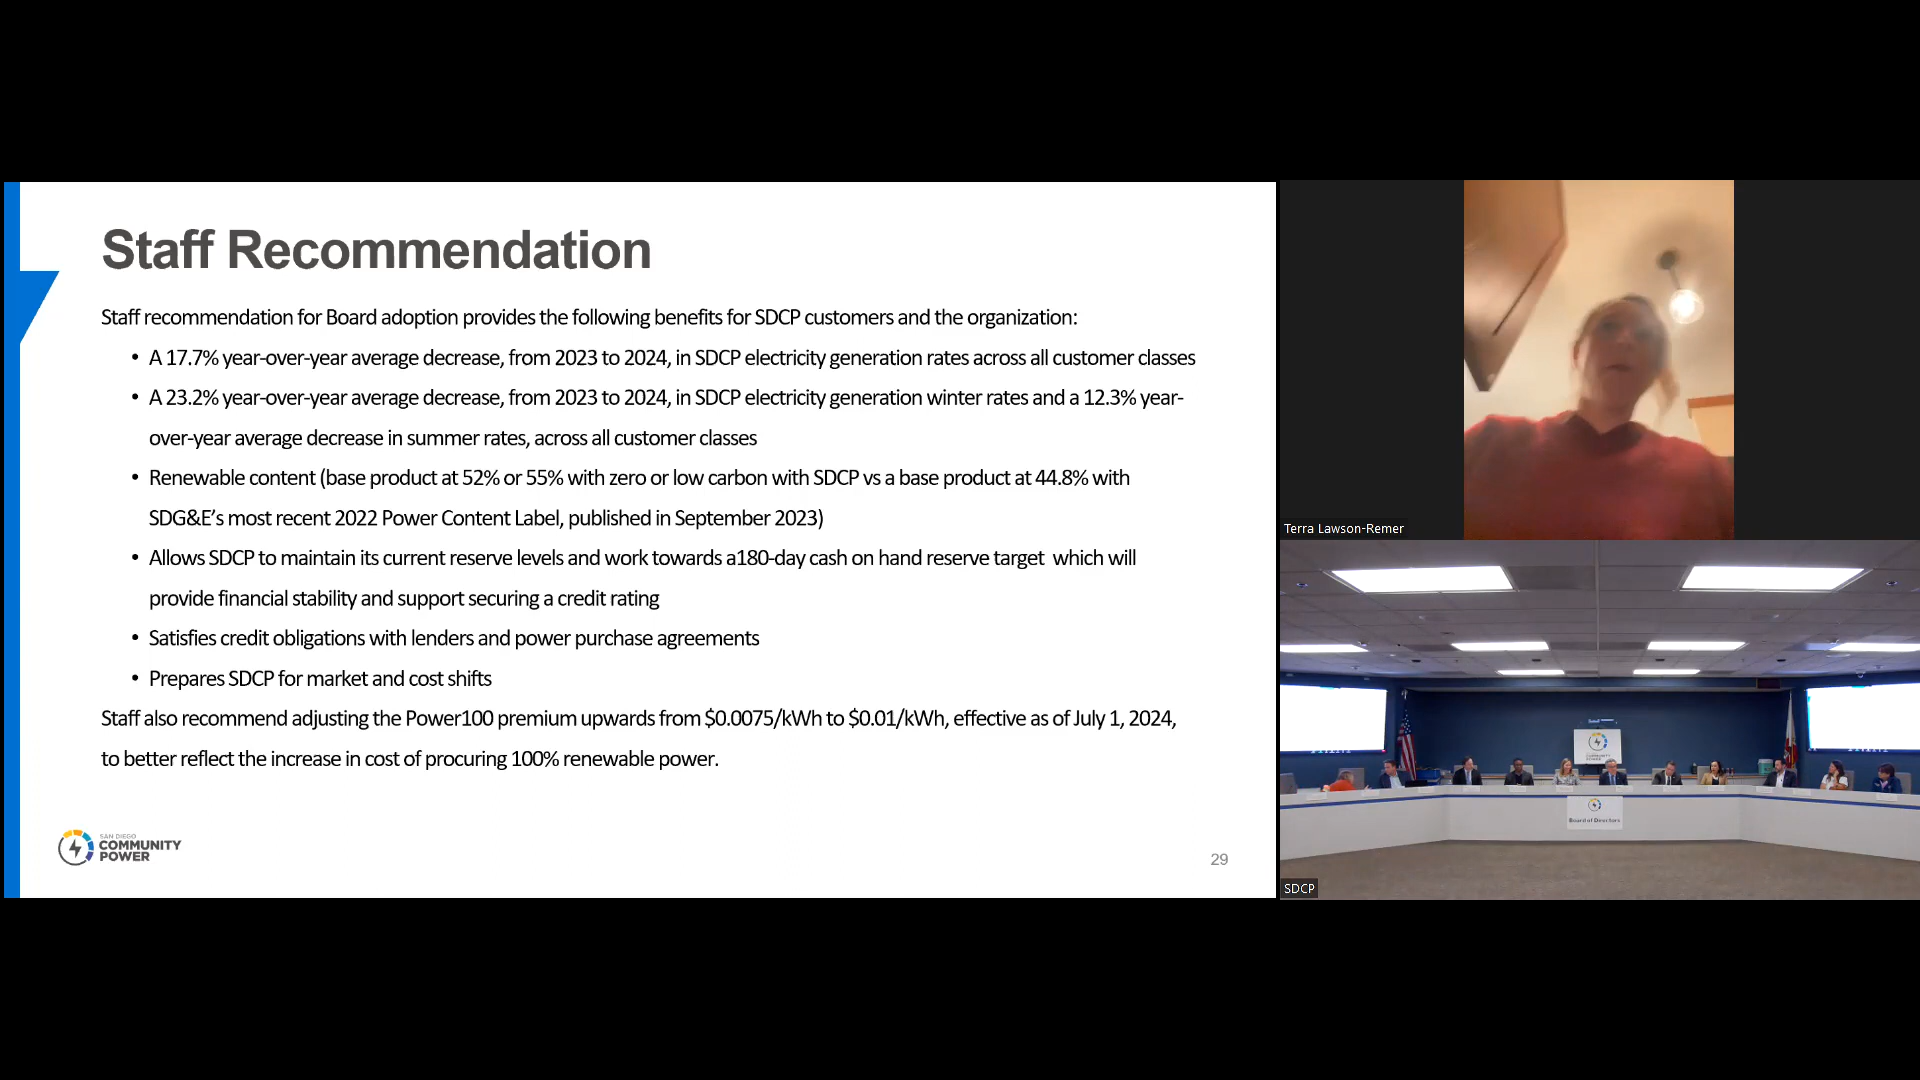 Staff Recommendation
Staff recommendation for Board adoption provides the following benefits for SDCP customers and the organization:
• A 17.7% year-over-year average decrease, from 2023 to 2024, in SDCP electricity generation rates across all customer classes
• A 23.2% year-over-year average decrease, from 2023 to 2024, in SDCP electricity generation winter rates and a 12.3% year-
over-year average decrease in summer rates, across all customer classes
• Renewable content (base product at 52% or 55% with zero or low carbon with SDCP vs a base product at 44.8% with
SDG&E’s most recent 2022 Power Content Label, published in September 2023)
• Allows SDCP to maintain its current reserve levels and work towards a180-day cash on hand reserve target  which will
provide financial stability and support securing a credit rating
• Satisfies credit obligations with lenders and power purchase agreements
• Prepares SDCP for market and cost shifts
Staff also recommend adjusting the Power100 premium upwards from $0.0075/kWh to $0.01/kWh, effective as of July 1, 2024,
to better reflect the increase in cost of procuring 100% renewable power.
SAN DIEGO
COMMUNITY
POWER
29
Terra Lawson-Remer
COMMUNITY
POWER
Board of Directors
SDCP